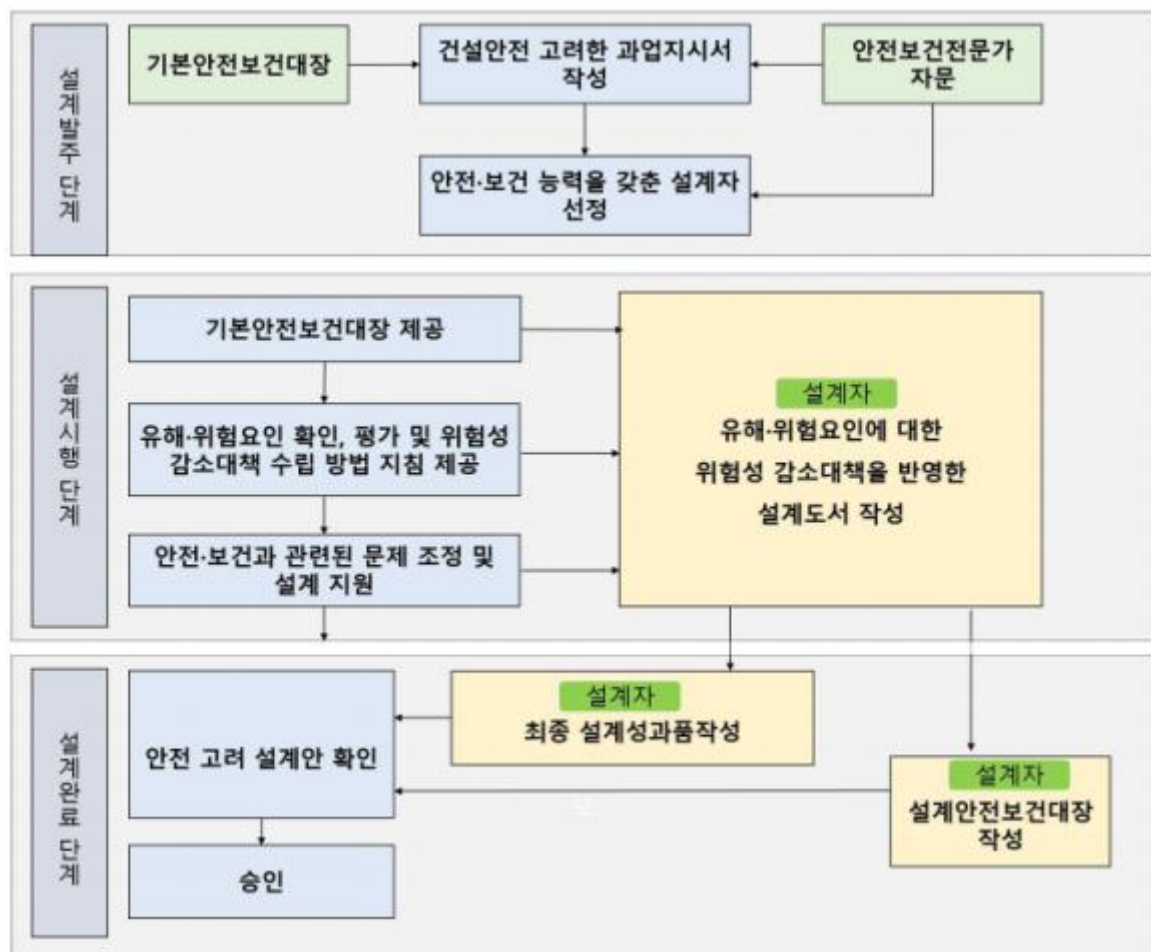 설계발주 단계
기본안전보건대장
건설안전 고려한 과업지시서
작성
안전보건전문가
자문
안전·보건 능력을 갖춘 설계자
선정
설계시행 단계
기본안전보건대장 제공
유해·위험요인 확인, 평가 및 위험성
감소대책 수립 방법 지침 제공
안전·보건과 관련된 문제 조정 및
설계 지원
설계자
유해·위험요인에 대한
위험성 감소대책을 반영한
설계도서 작성
설계완료 단계
안전 고려 설계안 확인
설계자
최종 설계성과품작성
설계자
설계안전보건대장
작성
승인